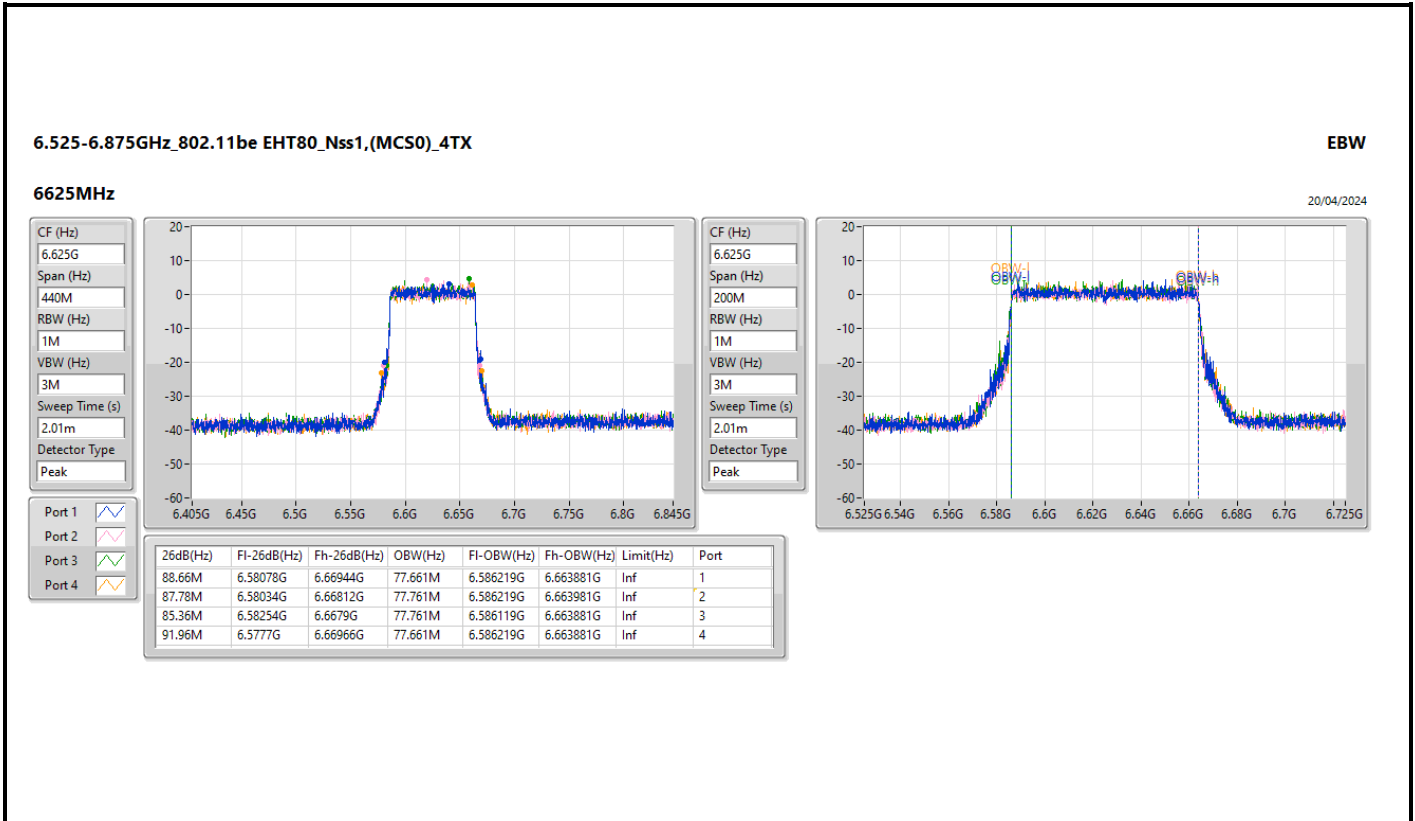 6.525-6.875GHz_802.11be EHT80_Nss1,(MCS0)_4TX EBW
6625MHz
20/04/2024
CF (Hz)
6.625G
Span (Hz)
440M
RBW (Hz)
1M
VBW (Hz)
3M
Sweep Time (s)
2.01m
Detector Type
Peak
20
10
0
-10
-20
-30
-40
-50
-60
6.405G 6.45G 6.5G 6.55G 6.6G 6.65G 6.7G 6.75G 6.8G 6.845G
CF (Hz)
6.625G
Span (Hz)
200M
RBW (Hz)
1M
VBW (Hz)
3M
Sweep Time (s)
2.01m
Detector Type
Peak
20
10
0
-10
-20
-30
-40
-50
-60
OBW-l
OBW-l
OBW-h
6.525G 6.54G 6.56G 6.58G 6.6G 6.62G 6.64G 6.66G 6.68G 6.7G 6.725G
Port 1
Port 2
Port 3
Port 4
26dB(Hz) Fl-26dB(Hz) Fh-26dB(Hz) OBW(Hz) Fl-OBW(Hz) Fh-OBW(Hz) Limit(Hz) Port
88.66M 6.58078G 6.66944G 77.661M 6.586219G 6.663881G Inf 1
87.78M 6.58034G 6.66812G 77.761M 6.586219G 6.663981G Inf 2
85.36M 6.58254G 6.6679G 77.761M 6.586119G 6.663881G Inf 3
91.96M 6.5777G 6.66966G 77.661M 6.586219G 6.663881G Inf 4